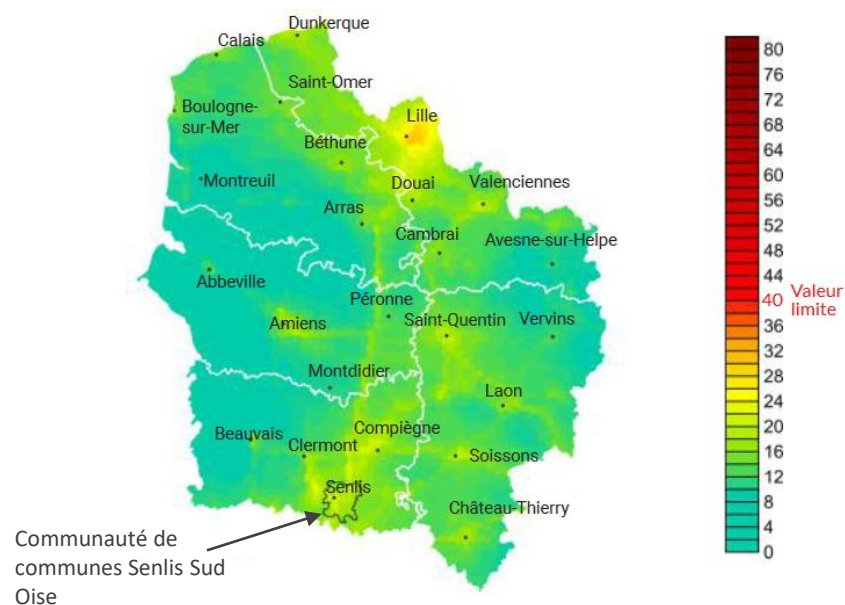 Dunkerque
Calais
Saint-Omer
Boulogne-
sur-Mer
Lille
Béthune
Montreuil
Douai
Valenciennes
Arras
Cambrai
Avesne-sur-Helpe
Abbeville
Péronne
Amiens
Saint-Quentin
Vervins
Montdidier
Laon
Beauvais
Compiègne
Clermont
Soissons
Senlis
Château-Thierry
Communauté de
communes Senlis Sud
Oise
80
76
72
68
64
60
56
52
48
44
40 Valeur
limite
36
32
28
24
20
16
12
8
4
0